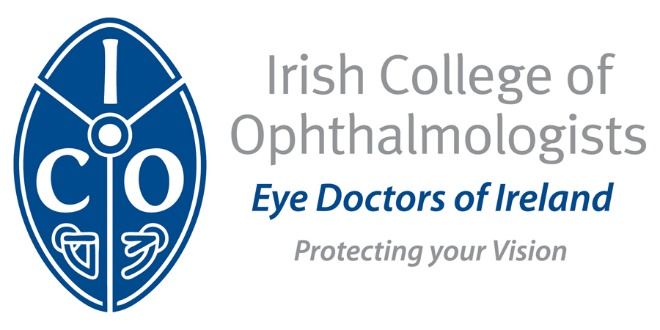 I
C O
Irish College of
Ophthalmologists
Eye Doctors of Ireland
Protecting your Vision